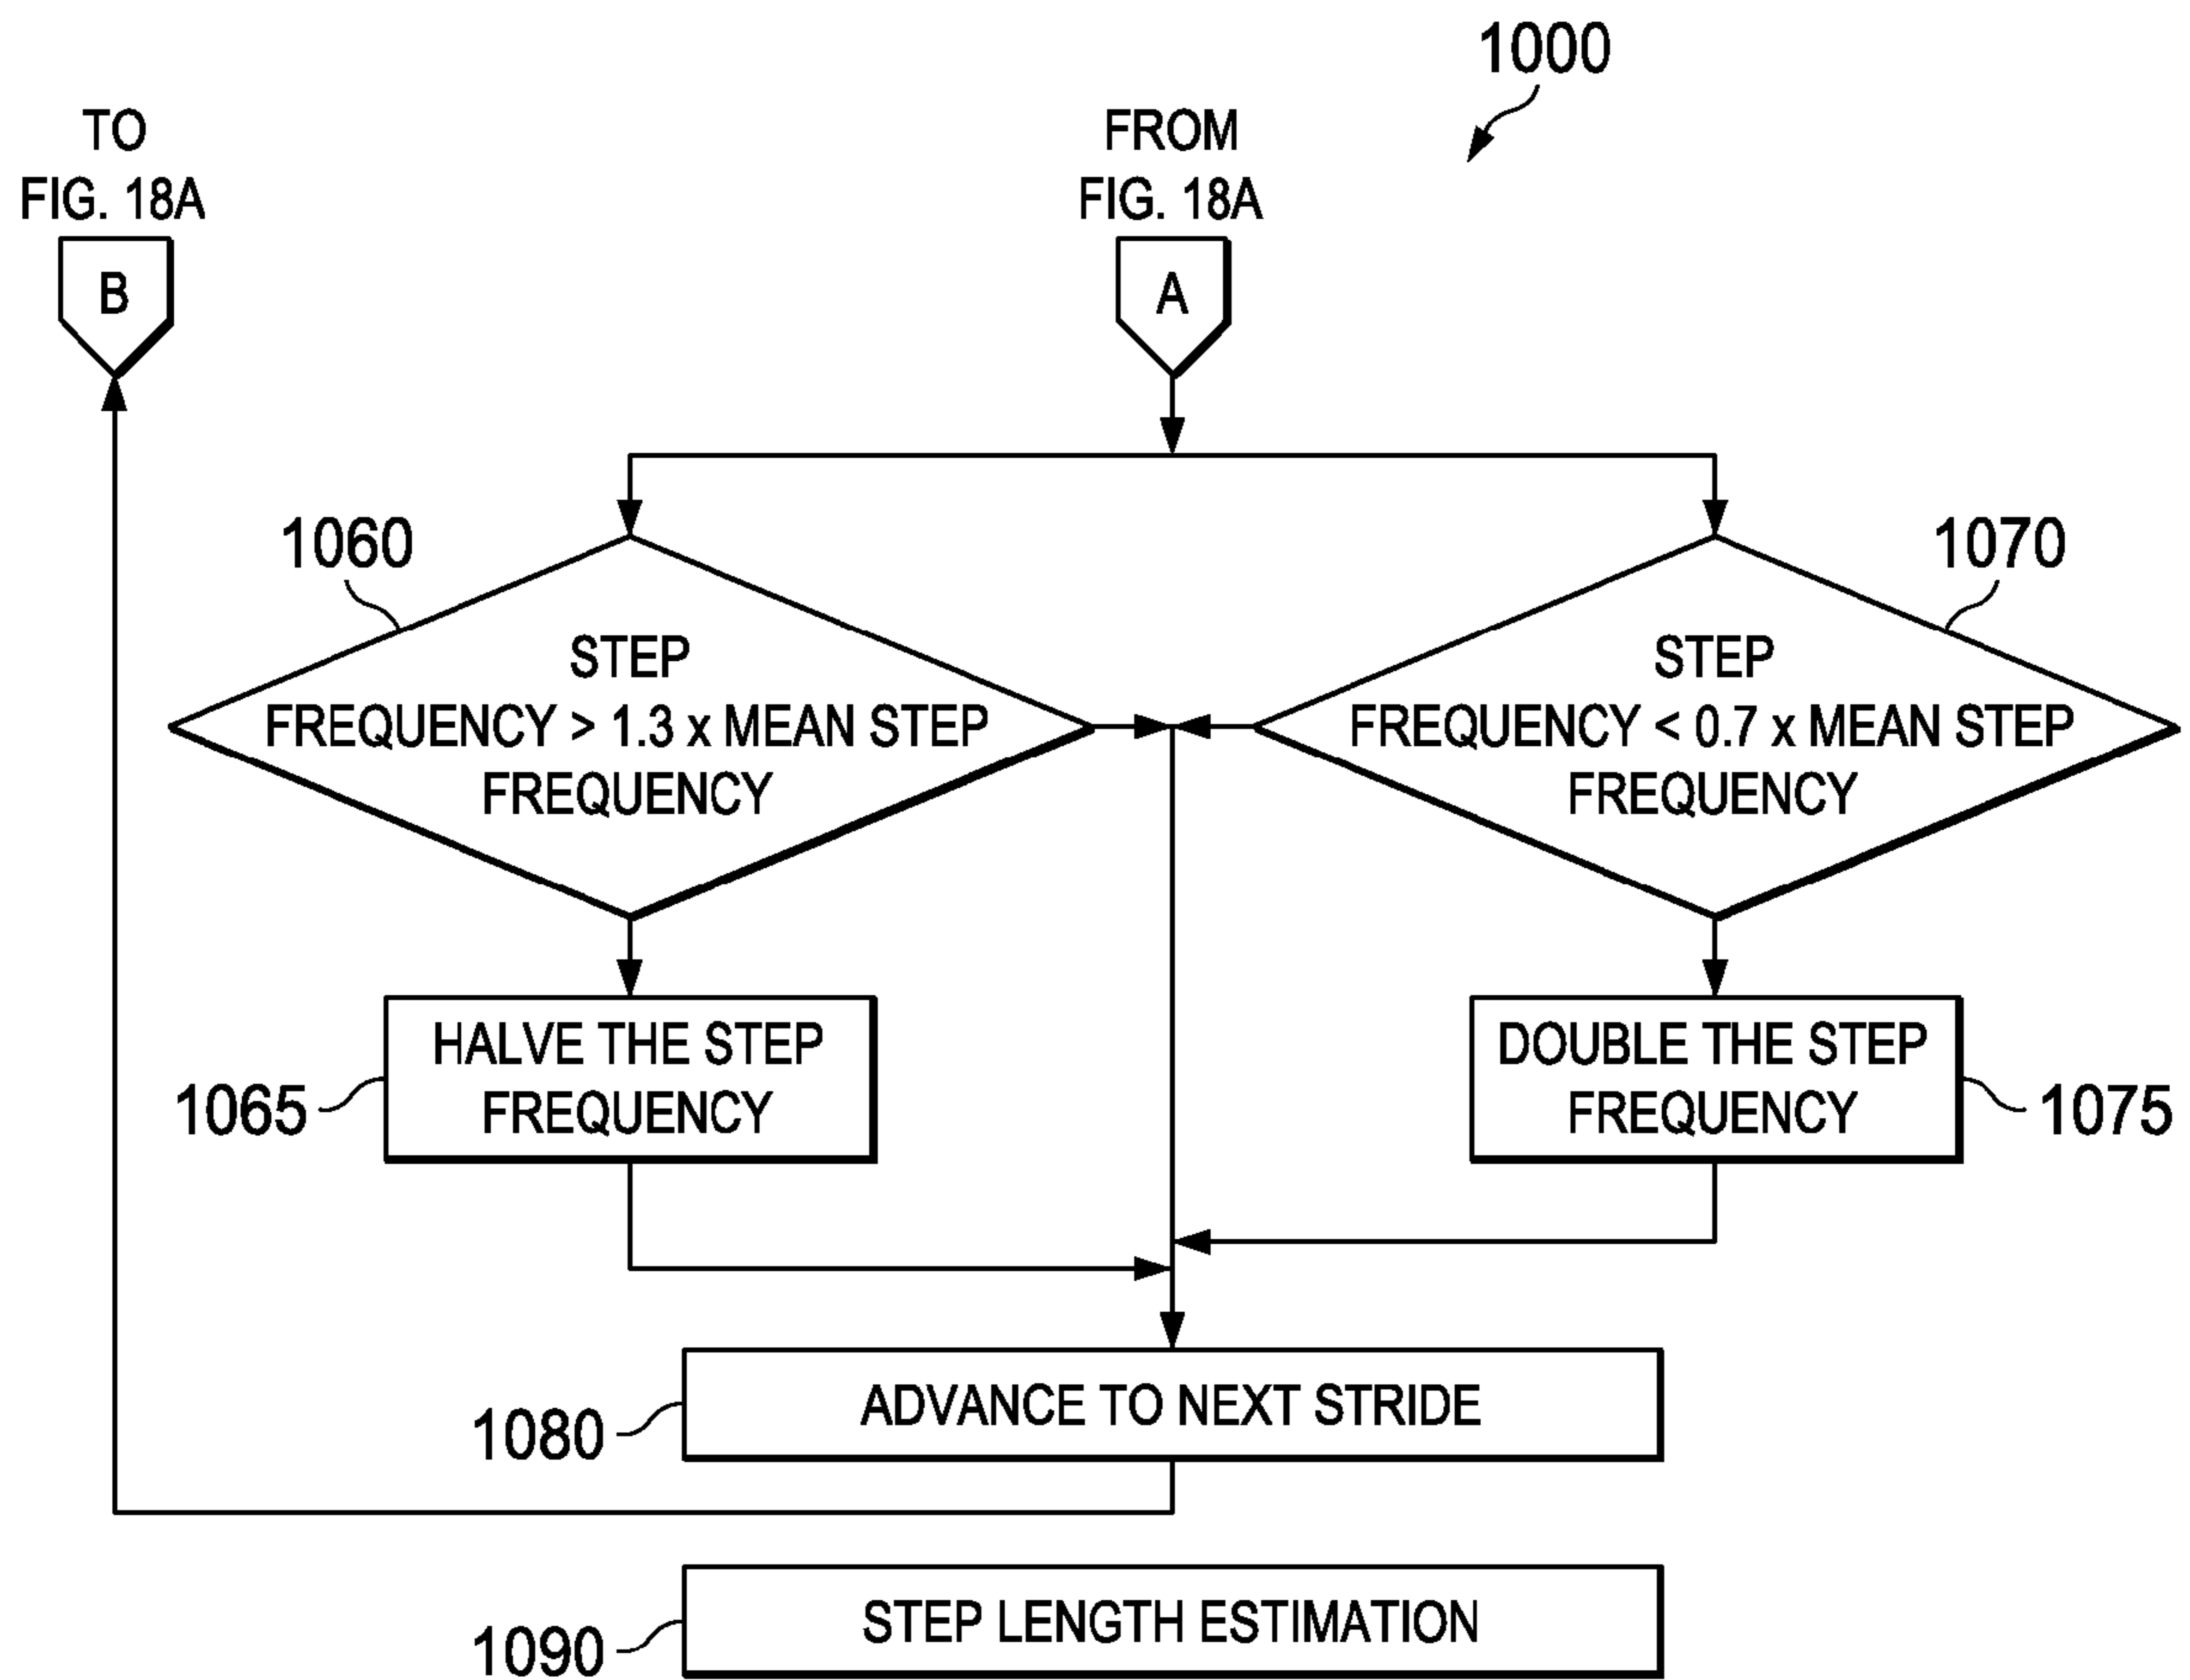 1000
TO
FIG. 18A
B
FROM
FIG. 18A
A
1060
STEP
FREQUENCY > 1.3 x MEAN STEP
FREQUENCY
1070
STEP
FREQUENCY < 0.7 x MEAN STEP
FREQUENCY
HALVE THE STEP
FREQUENCY
1065
DOUBLE THE STEP
FREQUENCY
1075
ADVANCE TO NEXT STRIDE
1080
STEP LENGTH ESTIMATION
1090